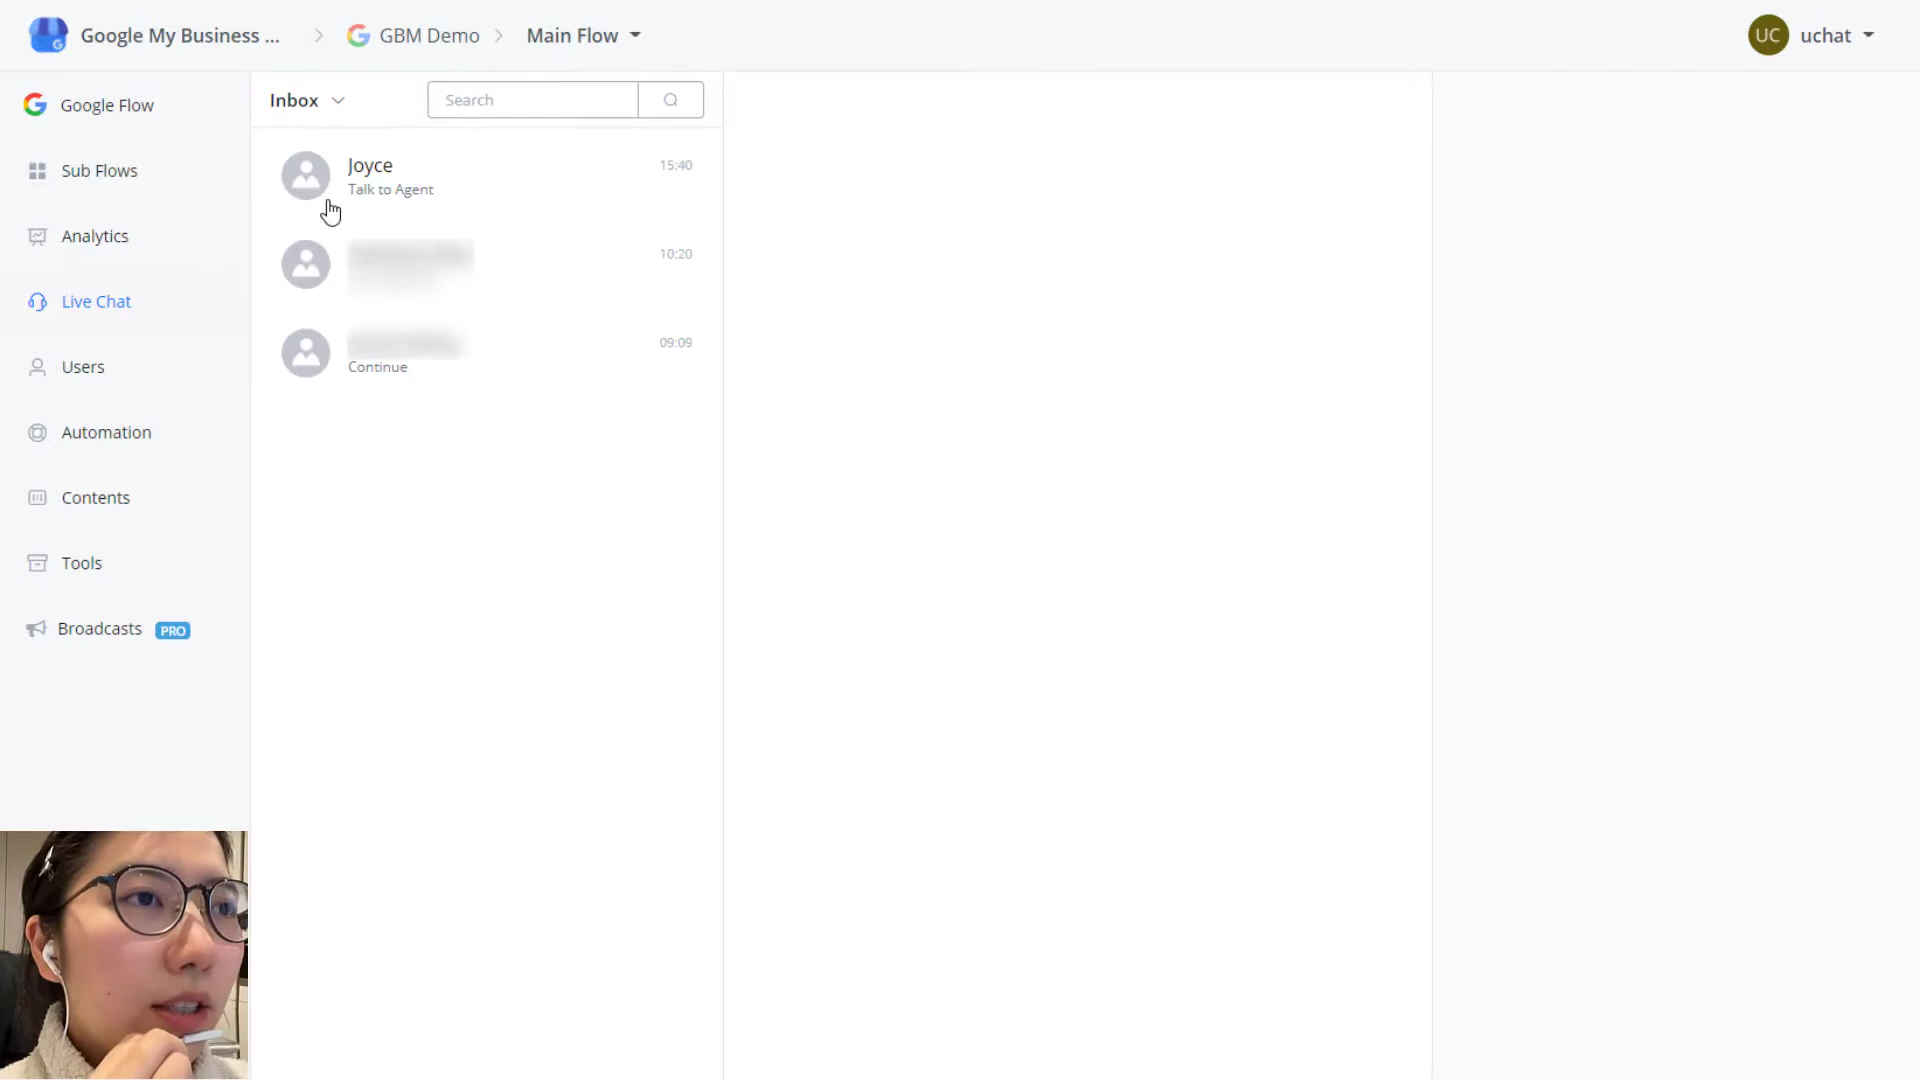 Google My Business ...
GBM Demo
Main Flow
UC
uchat
Google Flow
Sub Flows
Analytics
Live Chat
Users
Automation
Contents
Tools
Broadcasts PRO
Inbox
Search
Joyce
15:40
Talk to Agent
10:20
09:09
Continue